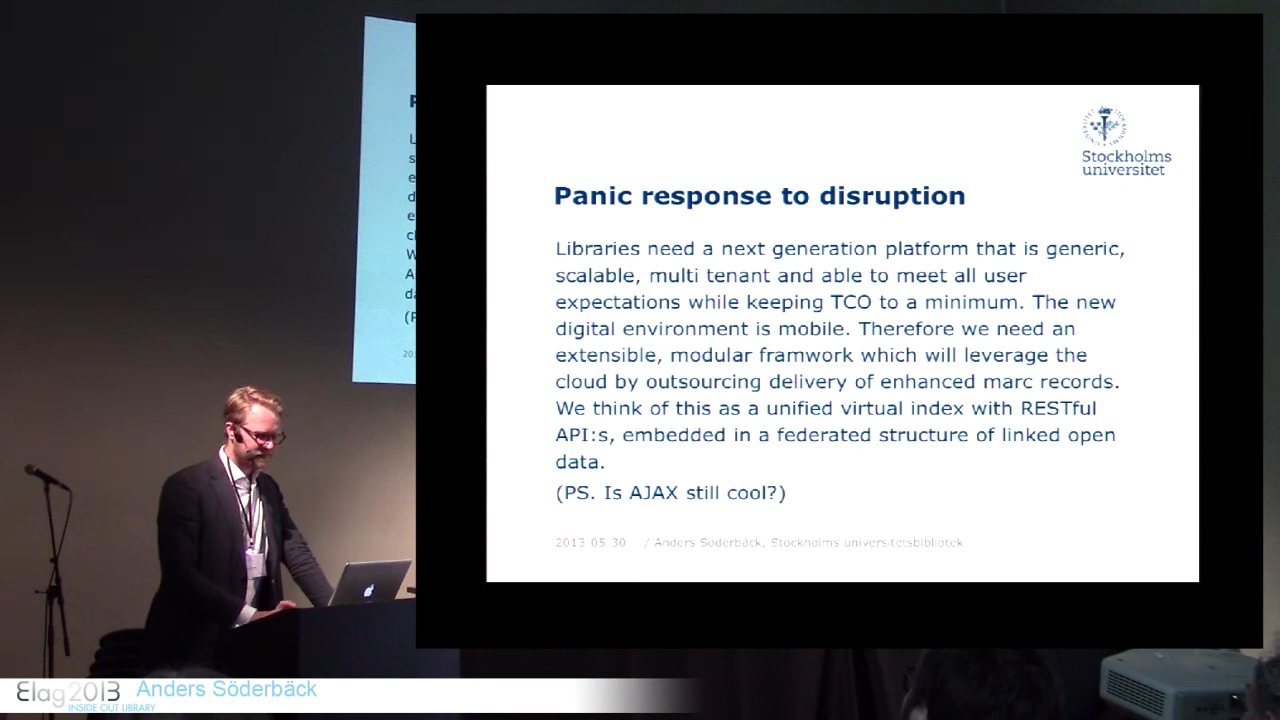 Stockholms
universitet
Panic response to disruption
Libraries need a next generation platform that is generic,
scalable, multi tenant and able to meet all user
expectations while keeping TCO to a minimum. The new
digital environment is mobile. Therefore we need an
extensible, modular framwork which will leverage the
cloud by outsourcing delivery of enhanced marc records.
We think of this as a unified virtual index with RESTful
API:s, embedded in a federated structure of linked open
data.
(PS. Is AJAX still cool?)
2013-05-30 / Anders Söderbäck, Stockholms universitetsbibliotek
Elag2013 Anders Söderbäck
INSIDE OUT LIBRARY